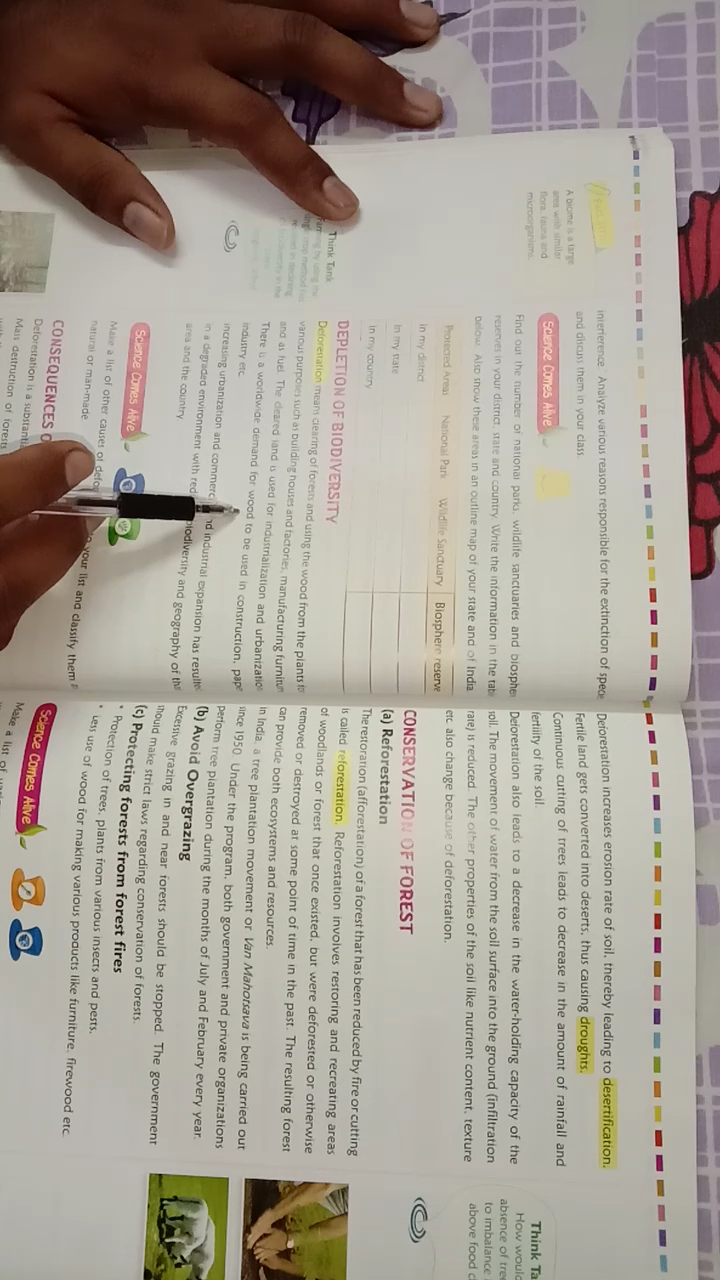 A biome is a large
area with similar
flora, fauna and
microorganisms.
interference. Analyze various reasons responsible for the extinction of
and discuss them in your class.
Science Comes Alive
Find out the number of national parks, wildlife sanctuaries and
reserve in your district, state and country. Write the information in the
below. Also show these areas in an outline map of your state and of India.
Protected Areas National Park Wildlife Sanctuary Biosphere reserve
in my district
in my state
in my country
Think Tank
DEPLETION OF BIODIVERSITY
Deforestation means clearing of forests and using the wood from the plants
various purposes such as building houses and factories, manufacturing
and as fuel. The cleared land is used for industrialization and
There is a worldwide demand for wood to be used in construction,
industry etc.
increasing urbanization and industrial expansion has
in a degraded environment with biodiversity and geography of
area and the country.
Science Comes Alive
Make a list of other causes of your list and classify them
natural or man-made
CONSEQUENCES
Deforestation is a
Mass destruction of forests
Deforestation increases erosion rate of soil, thereby leading to desertification.
Fertile land gets converted into deserts, thus causing droughts.
Continuous cutting of trees leads to decrease in the amount of rainfall and
fertility of the soil.
Deforestation also leads to a decrease in the water-holding capacity of the
soil. The movement of water from the soil surface into the ground (infiltration
rate) is reduced. The other properties of the soil like nutrient content, texture
etc also change because of deforestation.
CONSERVATION OF FOREST
(a) Reforestation
The restoration (afforestation) of a forest that has been reduced by fire or cutting
is called reforestation. Reforestation involves restoring and recreating areas
of woodlands or forest that once existed, but were deforested or otherwise
removed or destroyed at some point of time in the past. The resulting forest
can provide both ecosystems and resources.
In India, a tree plantation movement or Van Mahotsava is being carried out
since 1950. Under the program, both government and private organizations
perform tree plantation during the months of July and February every year.
(b) Avoid Overgrazing
Excessive grazing in and near forests should be stopped. The government
should make strict laws regarding conservation of forests.
(c) Protecting forests from forest fires
• Protection of trees, plants from various insects and pests.
• Less use of wood for making various products like furniture, firewood etc.
Science Comes Alive
Make a list of
Think
How would
absence of
to imbalance
above food